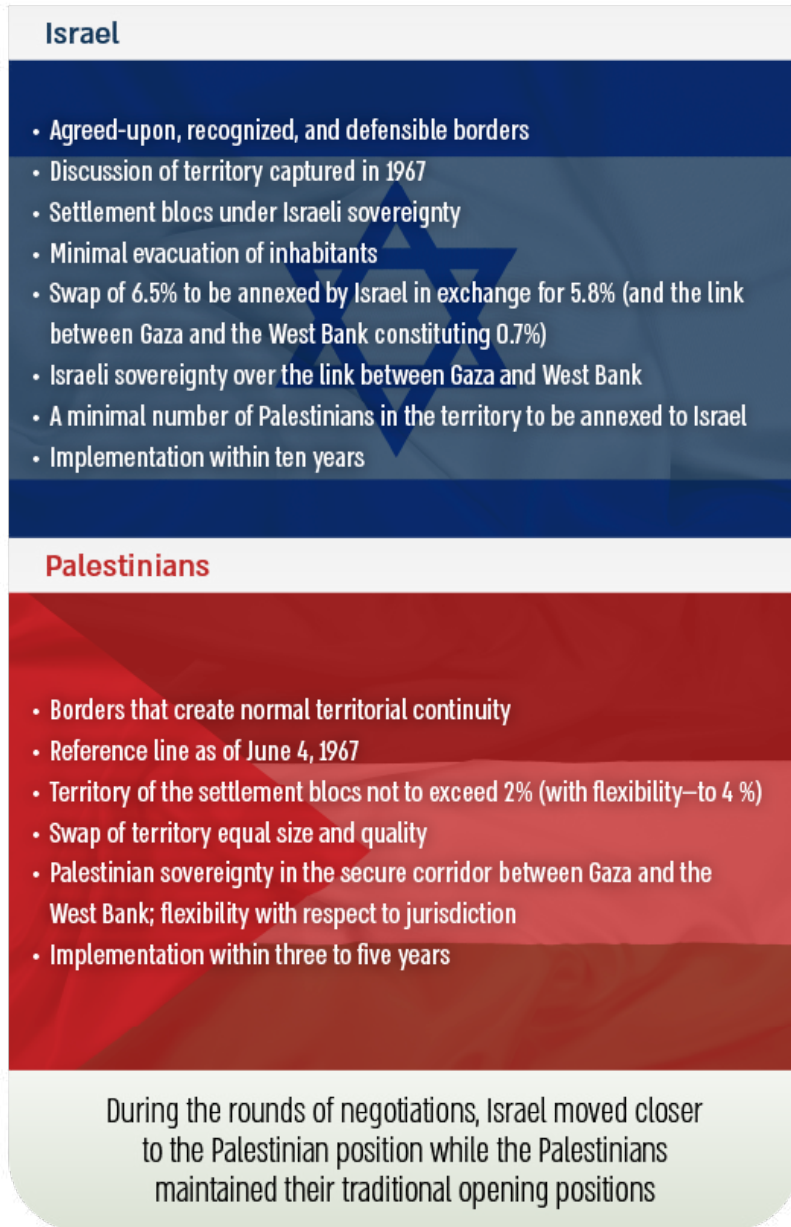 Israel
• Agreed-upon, recognized, and defensible borders
• Discussion of territory captured in 1967
• Settlement blocs under Israeli sovereignty
• Minimal evacuation of inhabitants
• Swap of 6.5% to be annexed by Israel in exchange for 5.8% (and the link
between Gaza and the West Bank constituting 0.7%)
• Israeli sovereignty over the link between Gaza and West Bank
• A minimal number of Palestinians in the territory to be annexed to Israel
• Implementation within ten years
Palestinians
• Borders that create normal territorial continuity
• Reference line as of June 4, 1967
• Territory of the settlement blocs not to exceed 2% (with flexibility—to 4 %)
• Swap of territory equal size and quality
• Palestinian sovereignty in the secure corridor between Gaza and the
West Bank; flexibility with respect to jurisdiction
• Implementation within three to five years
During the rounds of negotiations, Israel moved closer
to the Palestinian position while the Palestinians
maintained their traditional opening positions